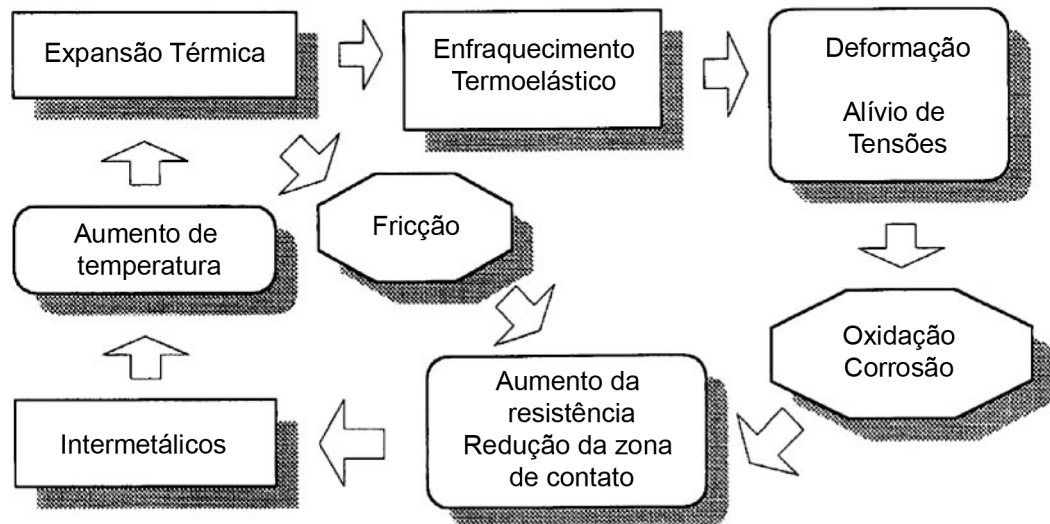 Expansão Térmica
Enfraquecimento
Termoelástico
Deformação
Alívio de
Tensões
Aumento de
temperatura
Fricção
Oxidação
Corrosão
Aumento da
resistência
Redução da zona
de contato
Intermetálicos